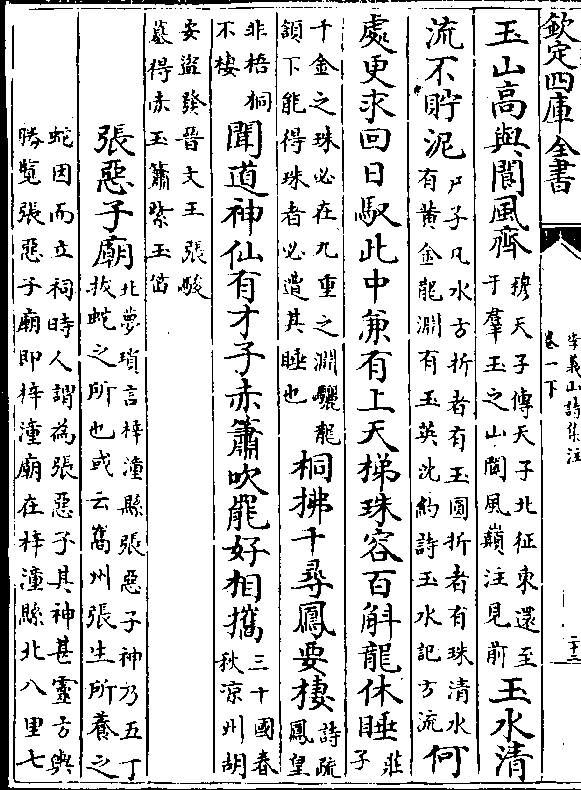 欽定四庫全書
李義山詩集注
卷一下
玉山高與閬風齊穆天子傳天子北征東還至于羣玉之山閬風巔注見前玉水清
流不貯泥尸子凡水方折者有玉圓折者有珠清水有黄金龍淵有玉英沈約詩玉水記方流何
處更求回日馭此中兼有上天梯珠容百斛龍休睡莊子
千金之珠必在九重之淵驪龍頷下能得珠者必遭其睡也桐拂千尋鳳要棲詩疏鳳皇
非梧桐不棲聞道神仙有才子赤簫吹罷好相攜三十國春秋凉州胡
安盜發晉文王張駿墓得赤玉簫紫玉笛
張惡子廟北夢瑣言梓潼縣張惡子神乃五丁拔蛇之所也或云嶲州張生所養之
蛇因而立祠時人謂為張惡子其神甚靈方輿勝覽張惡子廟即梓潼廟在梓潼縣北八里七